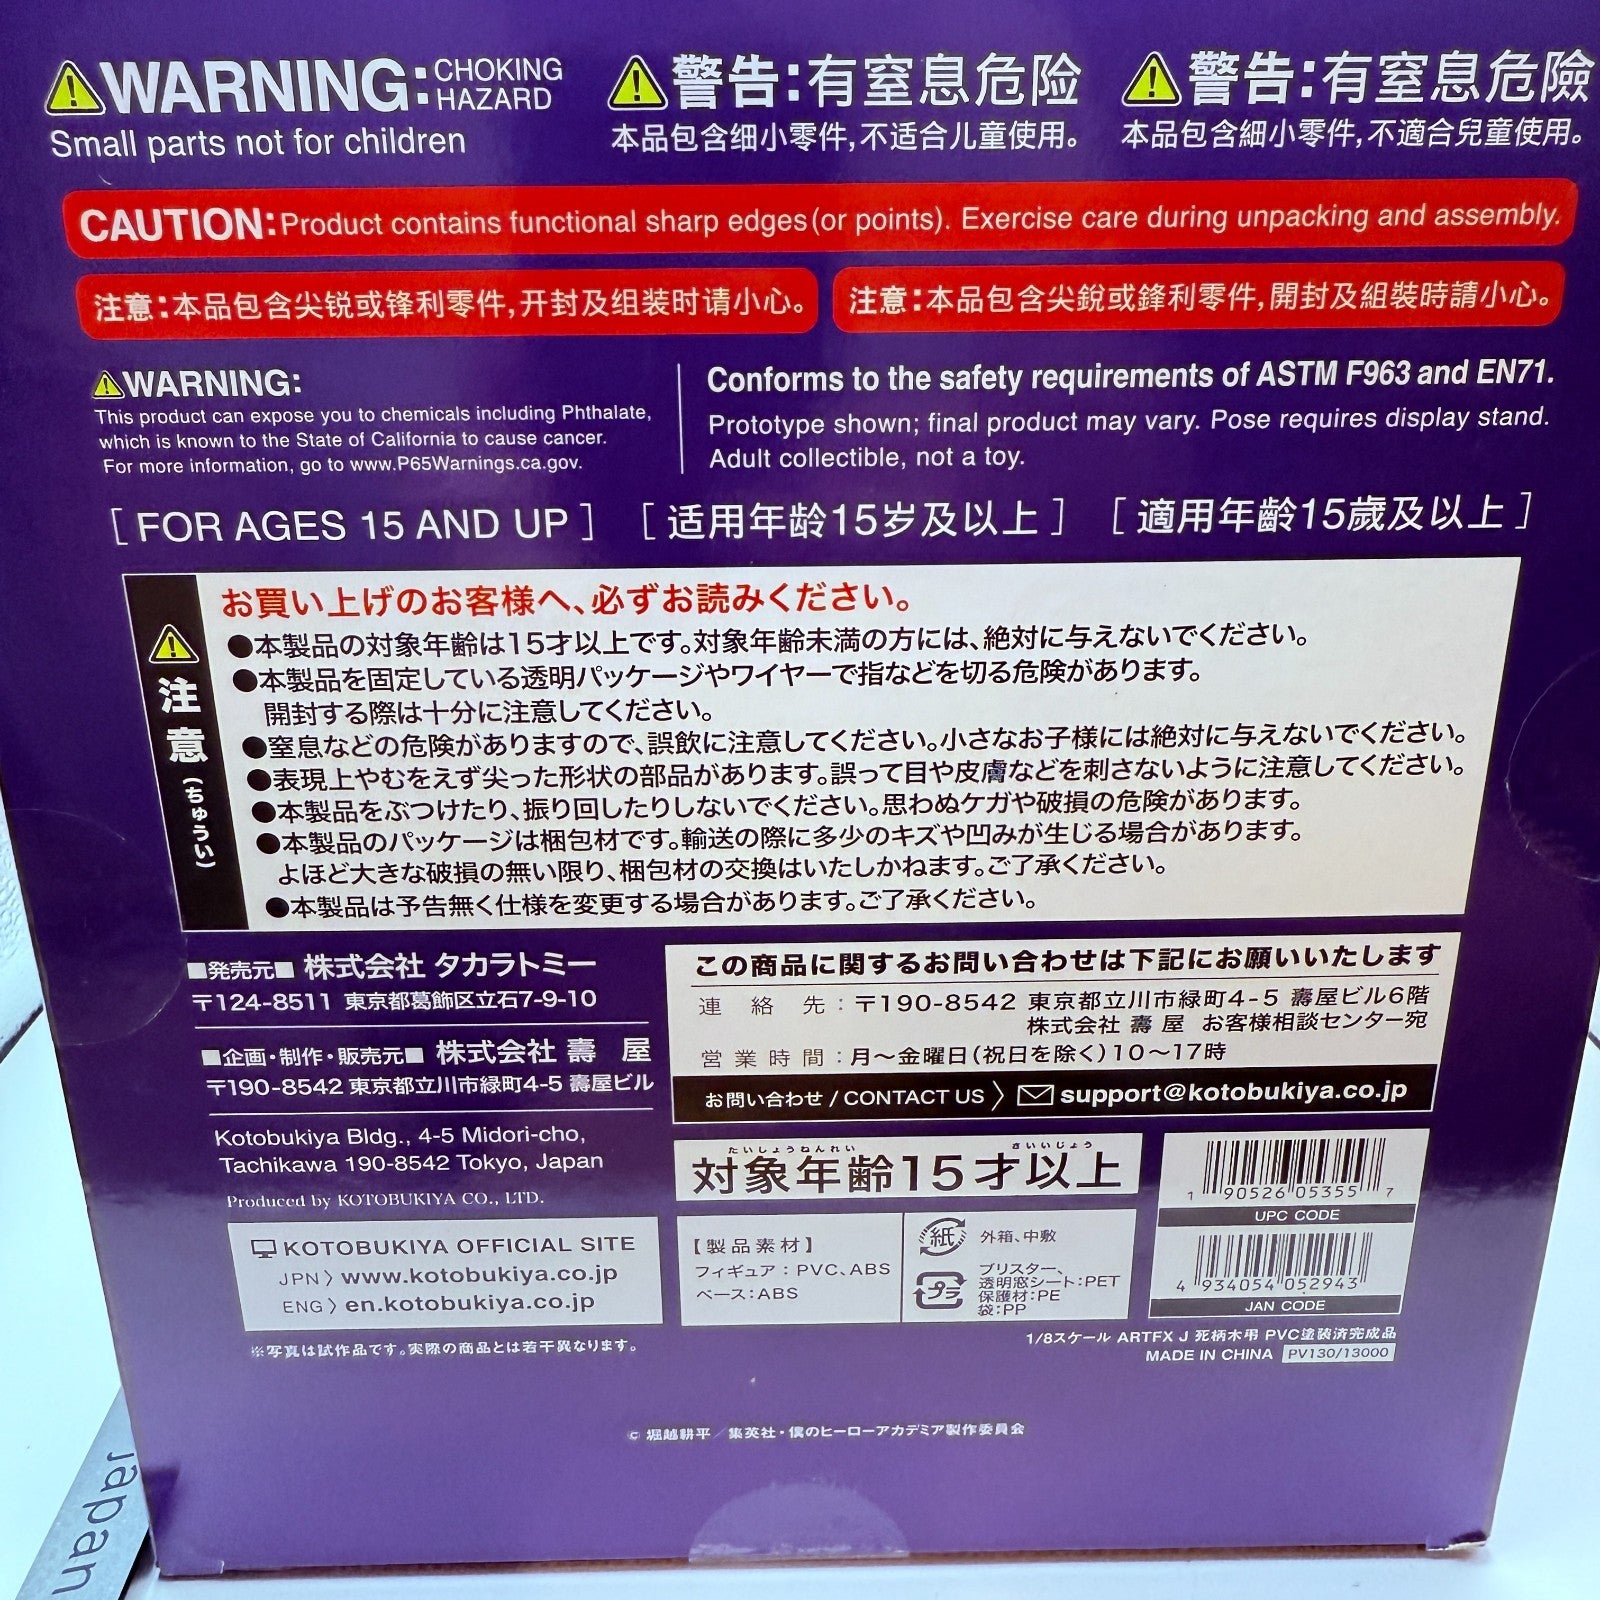 WARNING: CHOKING HAZARD
Small parts not for children
警告:有窒息危险
本品包含细小零件,不适合儿童使用。
警告:有窒息危險
本品包含細小零件,不適合兒童使用。
CAUTION: Product contains functional sharp edges (or points). Exercise care during unpacking and assembly.
注意:本品包含尖锐或锋利零件,开封及组装时请小心。
注意:本品包含尖銳或鋒利零件,開封及組裝時請小心。
WARNING:
This product can expose you to chemicals including Phthalate,
which is known to the State of California to cause cancer.
For more information, go to www.P65Warnings.ca.gov.
Conforms to the safety requirements of ASTM F963 and EN71.
Prototype shown; final product may vary. Pose requires display stand.
Adult collectible, not a toy.
[ FOR AGES 15 AND UP ] [ 适用年龄15岁及以上 ] [ 適用年齡15歲及以上 ]
注意(ちゅうい)
お買い上げのお客様へ、必ずお読みください。
●本製品の対象年齢は15才以上です。対象年齢未満の方には、絶対に与えないでください。
●本製品を固定している透明パッケージやワイヤーで指などを切る危険があります。
開封する際は十分に注意してください。
●窒息などの危険がありますので、誤飲に注意してください。小さなお子様には絶対に与えないでください。
●表現上やむをえず尖った形状の部品があります。誤って目や皮膚などを刺さないように注意してください。
●本製品をぶつけたり、振り回したりしないでください。思わぬケガや破損の危険があります。
●本製品のパッケージは梱包材です。輸送の際に多少のキズや凹みが生じる場合があります。
よほど大きな破損の無い限り、梱包材の交換はいたしかねます。ご了承ください。
●本製品は予告無く仕様を変更する場合があります。ご了承ください。
■発売元■ 株式会社 タカラトミー
〒124-8511 東京都葛飾区立石7-9-10
■企画・制作・販売元■ 株式会社 壽 屋
〒190-8542 東京都立川市緑町4-5 壽屋ビル
Kotobukiya Bldg., 4-5 Midori-cho,
Tachikawa 190-8542 Tokyo, Japan
Produced by KOTOBUKIYA CO., LTD.
KOTOBUKIYA OFFICIAL SITE
JPN 〉 www.kotobukiya.co.jp
ENG 〉 en.kotobukiya.co.jp
※写真は試作品です。実際の商品とは若干異なります。
この商品に関するお問い合わせは下記にお願いいたします
連絡先:〒190-8542 東京都立川市緑町4-5 壽屋ビル6階
株式会社 壽 屋 お客様相談センター宛
営業時間:月〜金曜日(祝日を除く)10〜17時
お問い合わせ / CONTACT US 〉 support@kotobukiya.co.jp
たいしょうねんれい さいいじょう
対象年齢15才以上
【製品素材】
フィギュア:PVC、ABS
ベース:ABS
紙 外箱、中敷
プラ ブリスター、
透明窓シート:PET
保護材:PE
袋:PP
1 90526 05355 7
UPC CODE
4 934054 052943
JAN CODE
1/8スケール ARTFX J 死柄木弔 PVC塗装済完成品
MADE IN CHINA PV130/13000
© 堀越耕平／集英社・僕のヒーローアカデミア製作委員会
Japan